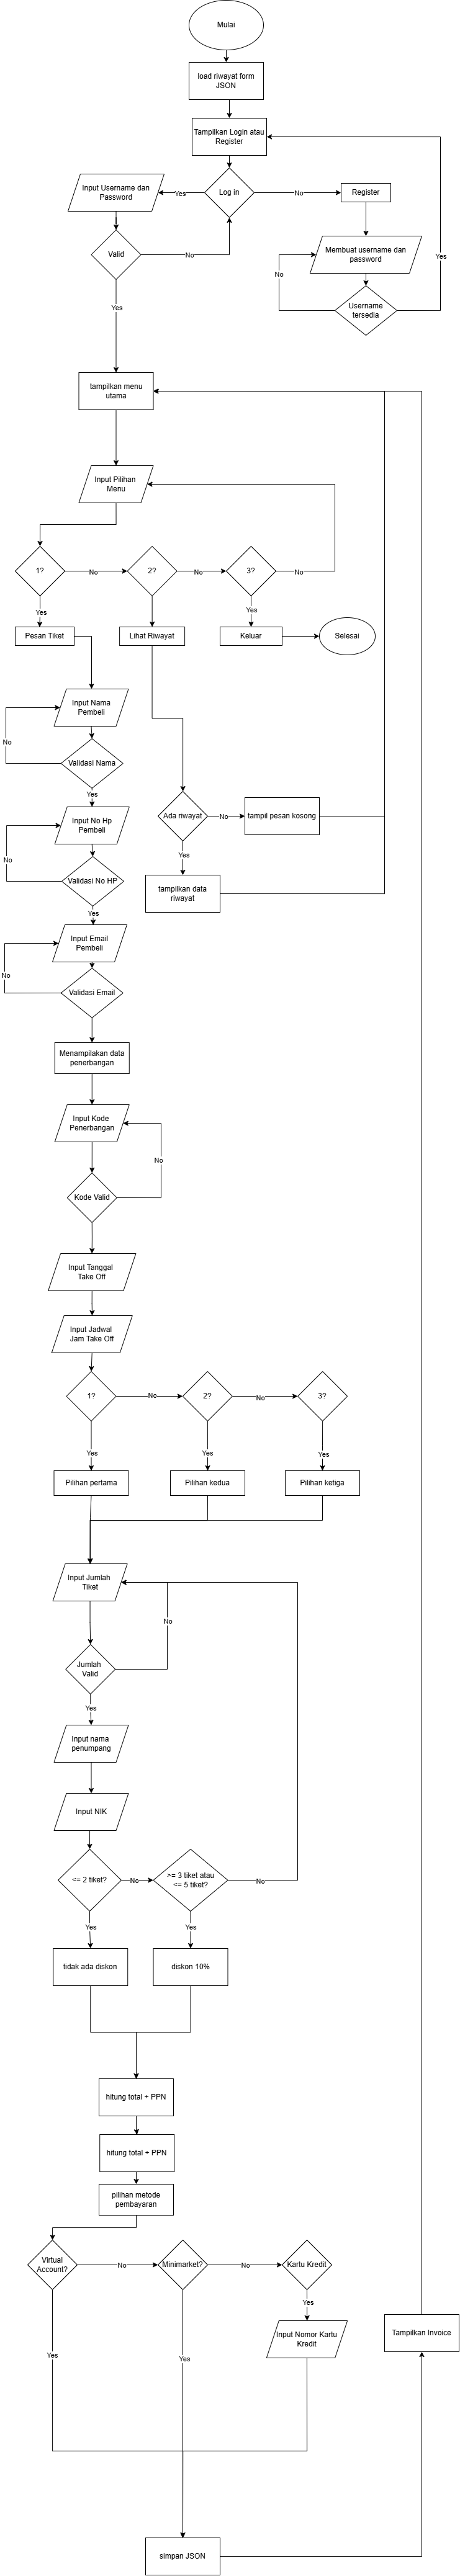 Mulai
load riwayat form
JSON
Tampilkan Login atau
Register
Input Username dan
Password
Yes
Log in
No
Register
Valid
No
Membuat username dan
password
Yes
No
Username
tersedia
Yes
tampilkan menu
utama
Input Pilihan
Menu
1?
No
2?
No
3?
No
Yes
Yes
Pesan Tiket
Lihat Riwayat
Keluar
Selesai
Input Nama
Pembeli
No
Validasi Nama
Yes
Input No Hp
Pembeli
Ada riwayat
No
tampil pesan kosong
No
Yes
Validasi No HP
tampilkan data
riwayat
Yes
Input Email
Pembeli
No
Validasi Email
Menampilakan data
penerbangan
Input Kode
Penerbangan
No
Kode Valid
Input Tanggal
Take Off
Input Jadwal
Jam Take Off
1?
No
2?
No
3?
Yes
Yes
Yes
Pilihan pertama
Pilihan kedua
Pilihan ketiga
Input Jumlah
Tiket
No
Jumlah
Valid
Yes
Input nama
penumpang
Input NIK
<= 2 tiket?
No
>= 3 tiket atau
<= 5 tiket?
No
Yes
Yes
tidak ada diskon
diskon 10%
hitung total + PPN
hitung total + PPN
pilihan metode
pembayaran
Virtual
Account?
No
Minimarket?
No
Kartu Kredit
Yes
Input Nomor Kartu
Kredit
Tampilkan Invoice
Yes
Yes
simpan JSON